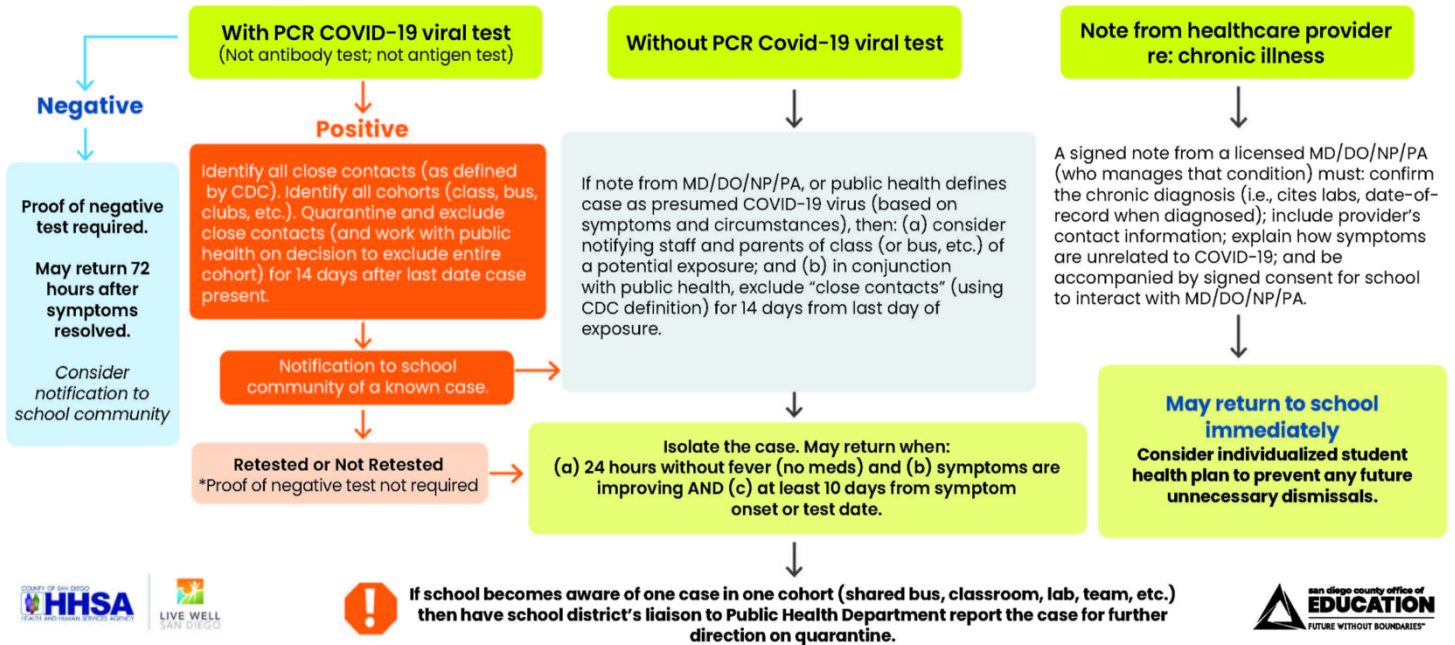 With PCR COVID-19 viral test
(Not antibody test; not antigen test)
Negative
Proof of negative
test required.
May return 72
hours after
symptoms
resolved.
Consider
notification to
school community
Positive
Identify all close contacts (as defined
by CDC). Identify all cohorts (class, bus,
clubs, etc.). Quarantine and exclude
close contacts (and work with public
health on decision to exclude entire
cohort) for 14 days after last date case
present.
Notification to school
community of a known case.
Retested or Not Retested
*Proof of negative test not required
Without PCR Covid-19 viral test
If note from MD/DO/NP/PA, or public health defines
case as presumed COVID-19 virus (based on
symptoms and circumstances), then: (a) consider
notifying staff and parents of class (or bus, etc.) of
a potential exposure; and (b) in conjunction
with public health, exclude “close contacts” (using
CDC definition) for 14 days from last day of
exposure.
Isolate the case. May return when:
(a) 24 hours without fever (no meds) and (b) symptoms are
improving AND (c) at least 10 days from symptom
onset or test date.
Note from healthcare provider
re: chronic illness
A signed note from a licensed MD/DO/NP/PA
(who manages that condition) must: confirm
the chronic diagnosis (i.e., cites labs, date-of-
record when diagnosed); include provider’s
contact information; explain how symptoms
are unrelated to COVID-19; and be
accompanied by signed consent for school
to interact with MD/DO/NP/PA.
May return to school
immediately
Consider individualized student
health plan to prevent any future
unnecessary dismissals.
COUNTY OF SAN DIEGO
HHSA
HEALTH AND HUMAN SERVICES AGENCY
LIVE WELL
SAN DIEGO
!
If school becomes aware of one case in one cohort (shared bus, classroom, lab, team, etc.)
then have school district’s liaison to Public Health Department report the case for further
direction on quarantine.
san diego county office of
EDUCATION
FUTURE WITHOUT BOUNDARIES™